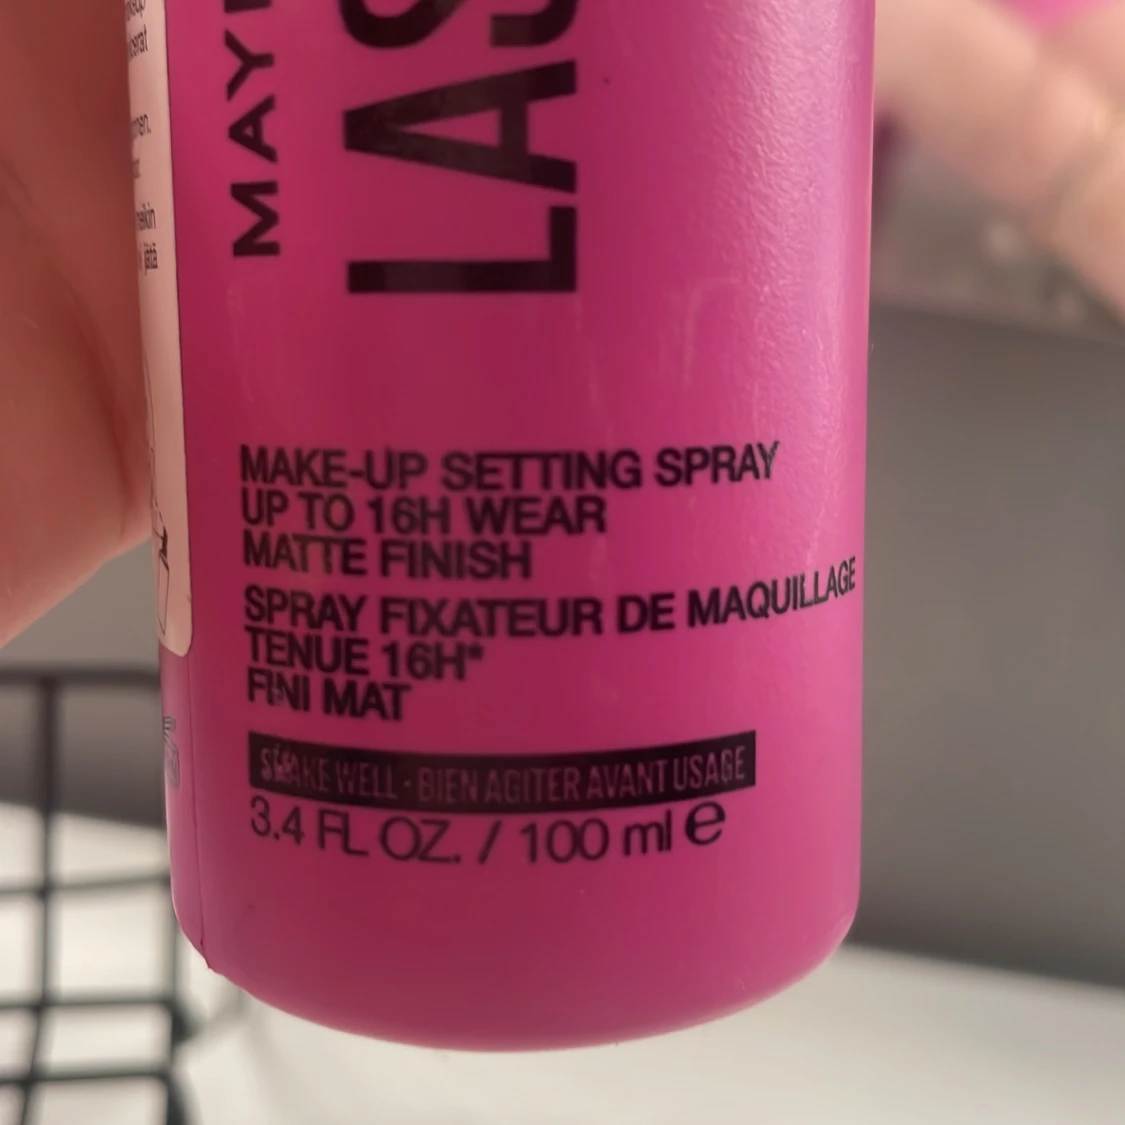 MAY
LAS
MAKE-UP SETTING SPRAY
UP TO 16H WEAR
MATTE FINISH
SPRAY FIXATEUR DE MAQUILLAGE
TENUE 16H*
FINI MAT
SHAKE WELL - BIEN AGITER AVANT USAGE
3.4 FL OZ. / 100 ml e